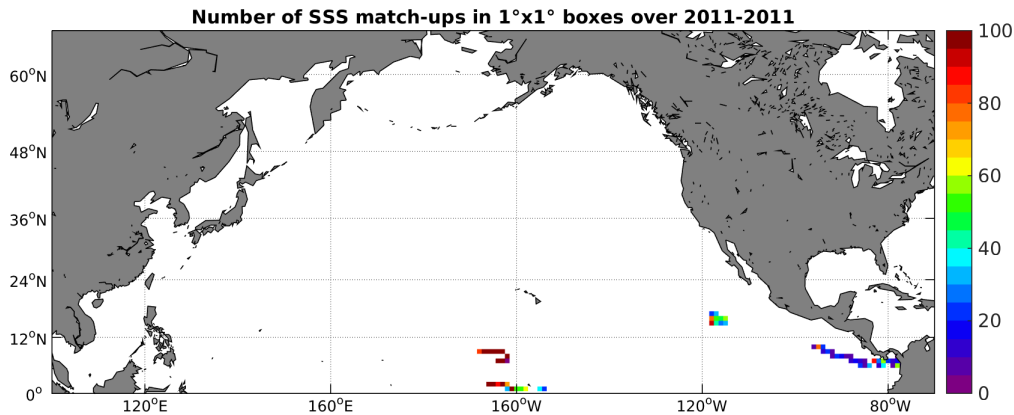 Number of SSS match-ups in 1°x1° boxes over 2011-2011
60°N
48°N
36°N
24°N
12°N
0°
120°E
160°E
160°W
120°W
80°W
100
80
60
40
20
0